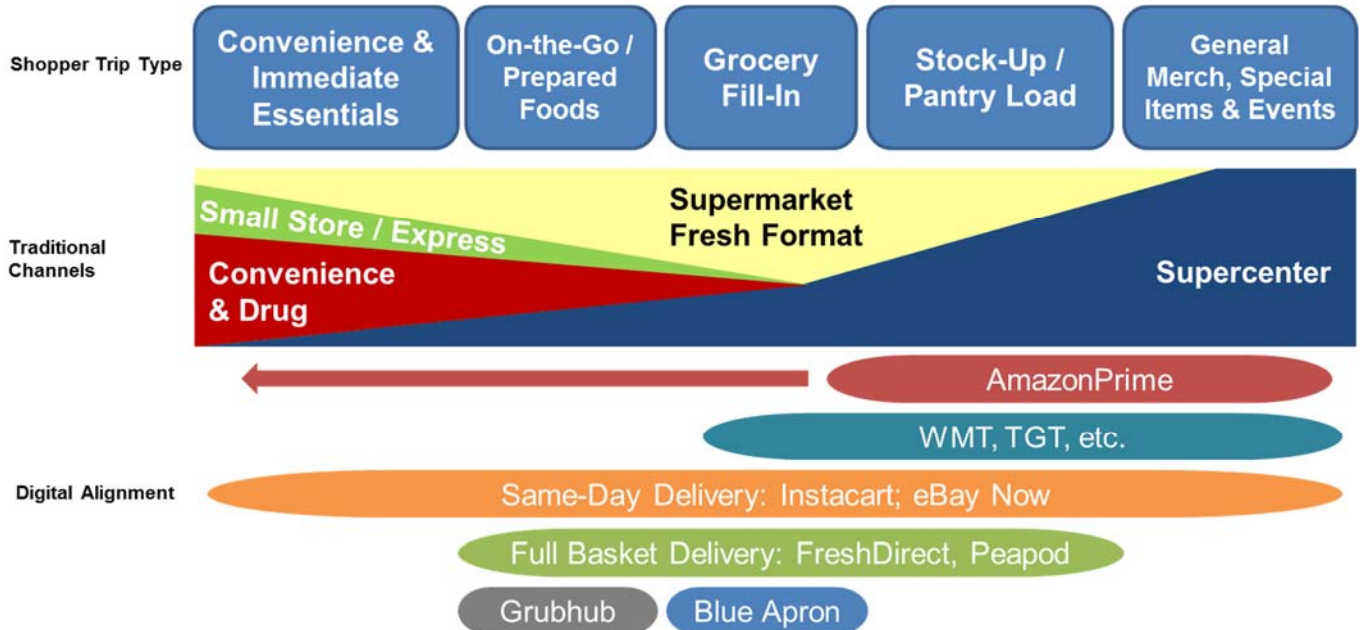 Shopper Trip Type
Convenience &
Immediate
Essentials
On-the-Go /
Prepared
Foods
Grocery
Fill-In
Stock-Up /
Pantry Load
General
Merch, Special
Items & Events
Traditional
Channels
Small Store / Express
Convenience
& Drug
Supermarket
Fresh Format
Supercenter
AmazonPrime
WMT, TGT, etc.
Digital Alignment
Same-Day Delivery: Instacart; eBay Now
Full Basket Delivery: FreshDirect, Peapod
Grubhub
Blue Apron